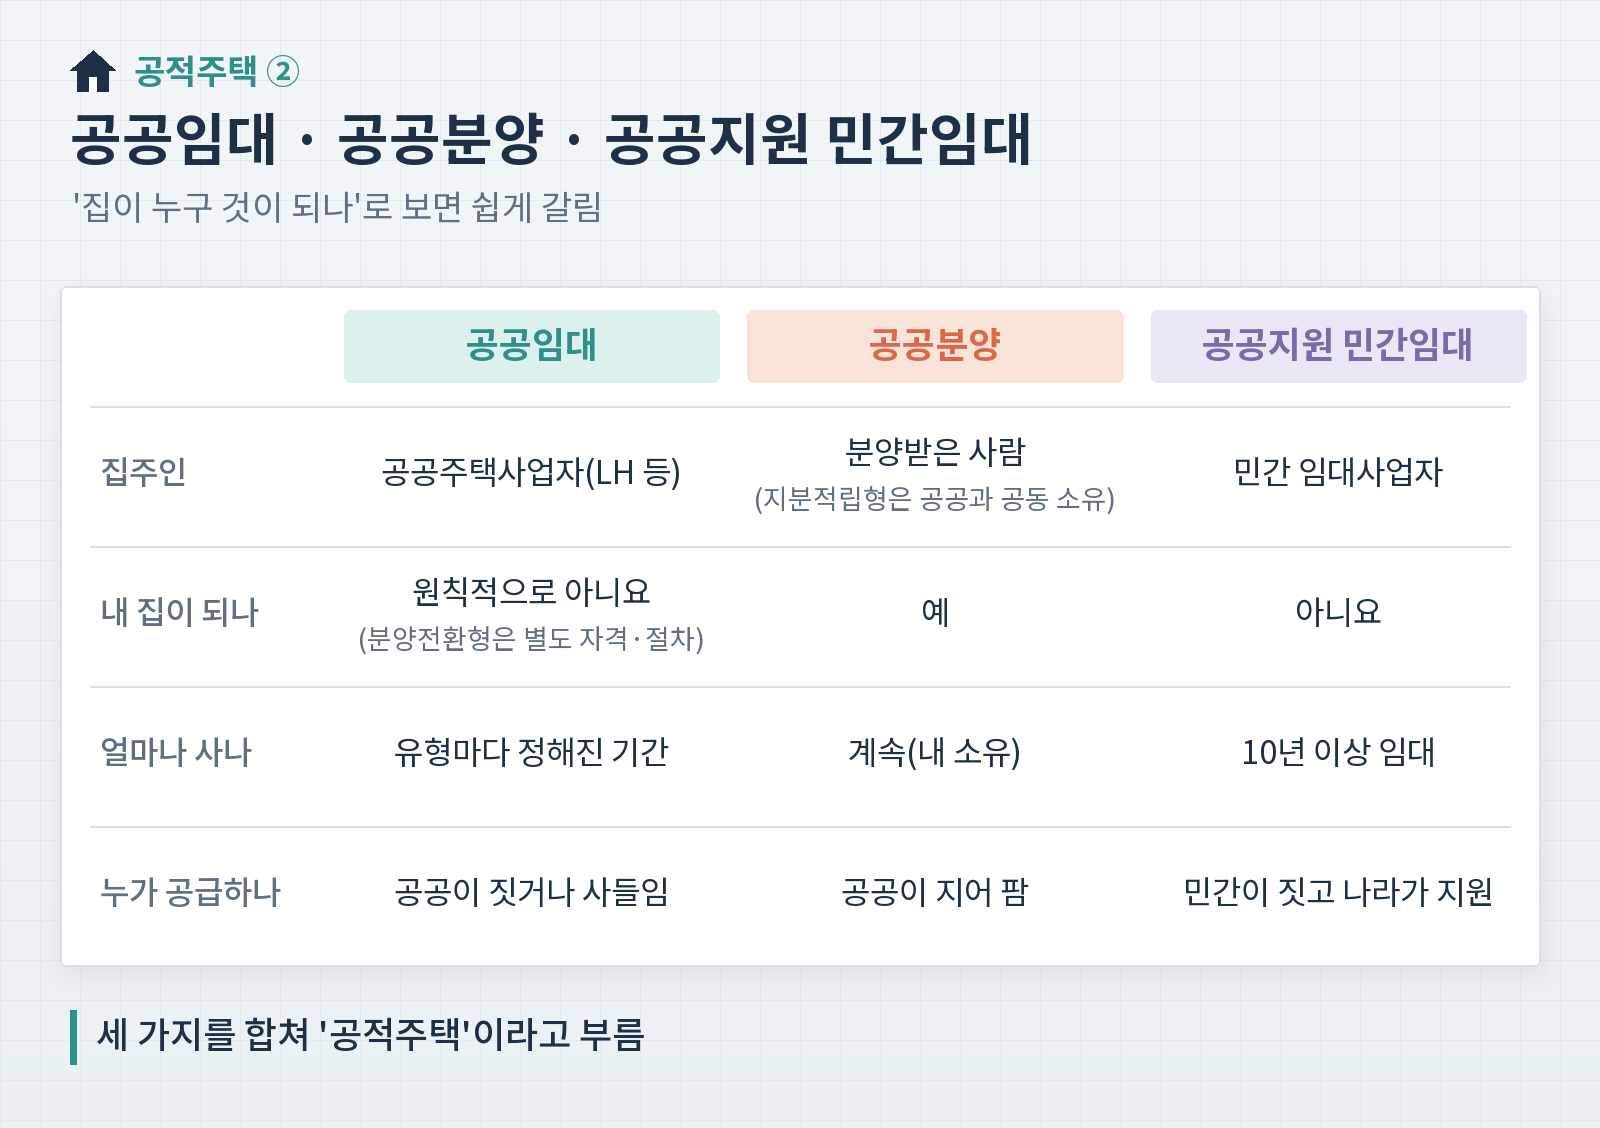 공적주택 ②
공공임대 · 공공분양 · 공공지원 민간임대
'집이 누구 것이 되나'로 보면 쉽게 갈림
공공임대 공공분양 공공지원 민간임대
집주인 공공주택사업자(LH 등) 분양받은 사람 (지분적립형은 공공과 공동 소유) 민간 임대사업자
내 집이 되나 원칙적으로 아니요 (분양전환형은 별도 자격·절차) 예 아니요
얼마나 사나 유형마다 정해진 기간 계속(내 소유) 10년 이상 임대
누가 공급하나 공공이 짓거나 사들임 공공이 지어 팜 민간이 짓고 나라가 지원
세 가지를 합쳐 '공적주택'이라고 부름